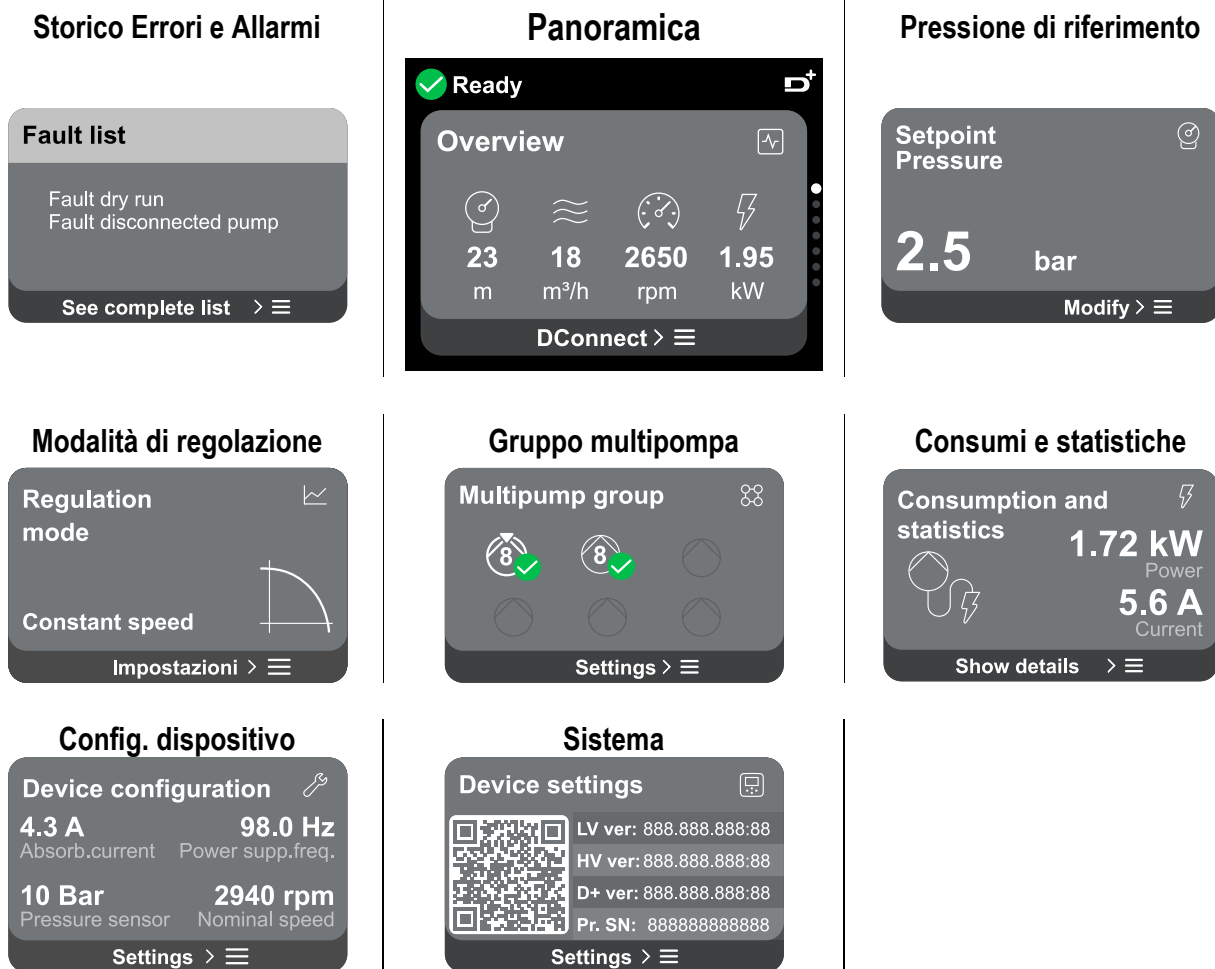 Storico Errori e Allarmi
Fault list
Fault dry run
Fault disconnected pump
See complete list > ☰
Panoramica
Ready
D+
Overview
23
18
2650
1.95
m
m³/h
rpm
kW
DConnect > ☰
Pressione di riferimento
Setpoint
Pressure
2.5 bar
Modify > ☰
Modalità di regolazione
Regulation
mode
Constant speed
Impostazioni > ☰
Gruppo multipompa
Multipump group
8
8
Settings > ☰
Consumi e statistiche
Consumption and
statistics
1.72 kW
Power
5.6 A
Current
Show details > ☰
Config. dispositivo
Device configuration
4.3 A 98.0 Hz
Absorb.current Power supp.freq.
10 Bar 2940 rpm
Pressure sensor Nominal speed
Settings > ☰
Sistema
Device settings
LV ver: 888.888.888:88
HV ver: 888.888.888:88
D+ ver: 888.888.888:88
Pr. SN: 888888888888
Settings > ☰